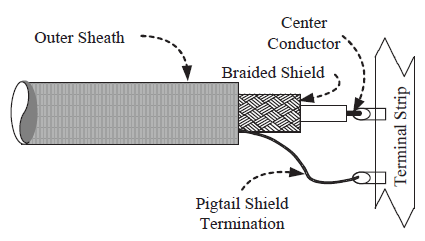 Center
Conductor
Outer Sheath
Braided Shield
Terminal Strip
Pigtail Shield
Termination